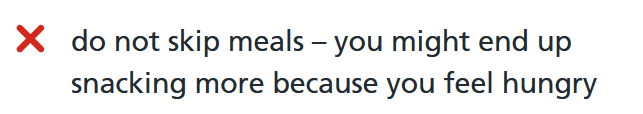 do not skip meals – you might end up
snacking more because you feel hungry